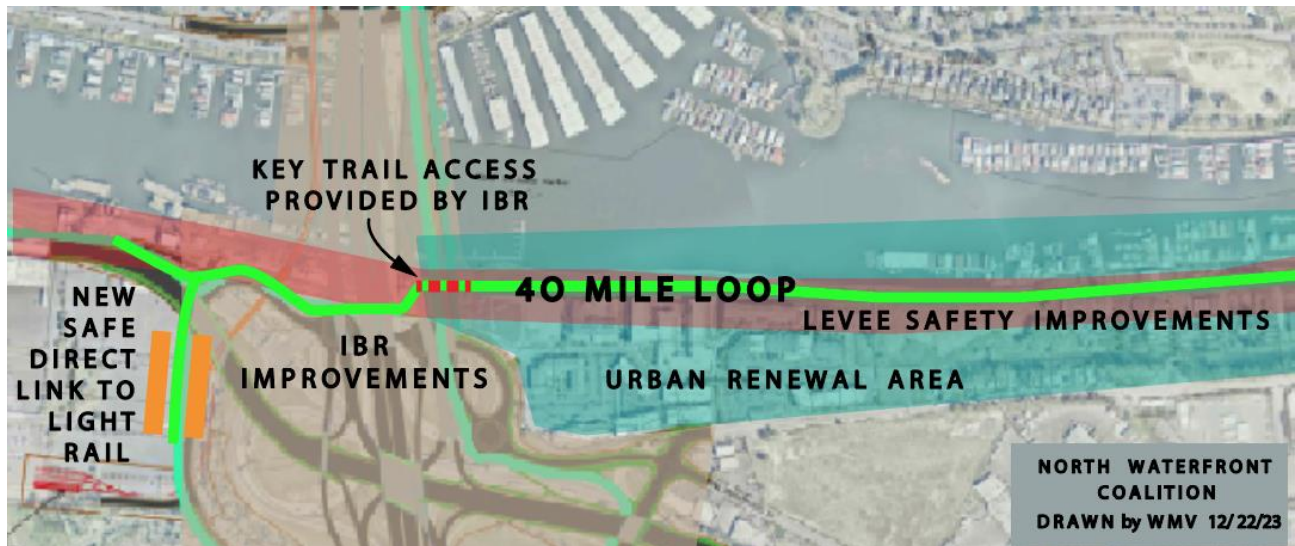 KEY TRAIL ACCESS
PROVIDED BY IBR
40 MILE LOOP
NEW
SAFE
DIRECT
LINK TO
LIGHT
RAIL
IBR
IMPROVEMENTS
LEVEE SAFETY IMPROVEMENTS
URBAN RENEWAL AREA
NORTH WATERFRONT
COALITION
DRAWN by WMV 12/22/23